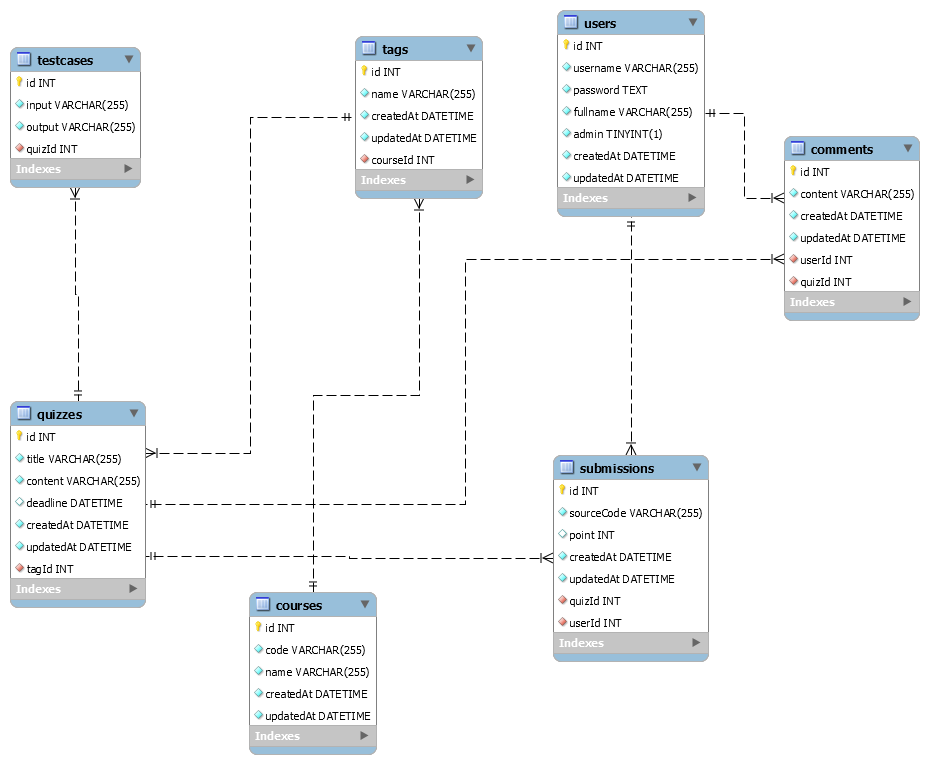 testcases
id INT
input VARCHAR(255)
output VARCHAR(255)
quizId INT
Indexes
tags
id INT
name VARCHAR(255)
createdAt DATETIME
updatedAt DATETIME
courseId INT
Indexes
users
id INT
username VARCHAR(255)
password TEXT
fullname VARCHAR(255)
admin TINYINT(1)
createdAt DATETIME
updatedAt DATETIME
Indexes
comments
id INT
content VARCHAR(255)
createdAt DATETIME
updatedAt DATETIME
userId INT
quizId INT
Indexes
quizzes
id INT
title VARCHAR(255)
content VARCHAR(255)
deadline DATETIME
createdAt DATETIME
updatedAt DATETIME
tagId INT
Indexes
courses
id INT
code VARCHAR(255)
name VARCHAR(255)
createdAt DATETIME
updatedAt DATETIME
Indexes
submissions
id INT
sourceCode VARCHAR(255)
point INT
createdAt DATETIME
updatedAt DATETIME
quizId INT
userId INT
Indexes